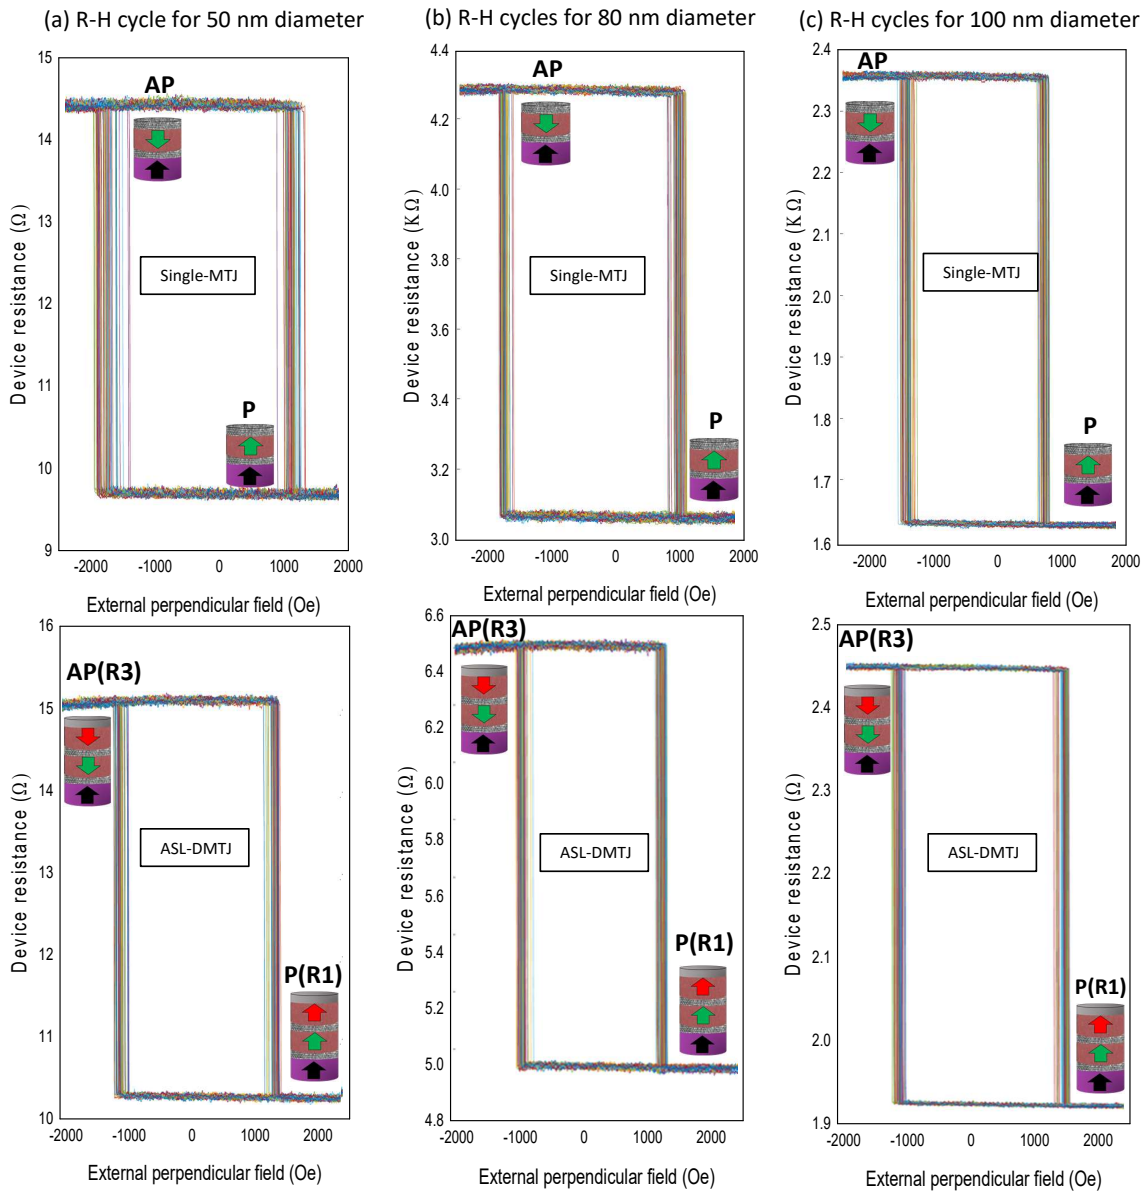 (a) R-H cycle for 50 nm diameter
(b) R-H cycles for 80 nm diameter
(c) R-H cycles for 100 nm diameter
Device resistance (Ω)
15
14
13
12
11
10
9
AP
Single-MTJ
P
-2000 -1000 0 1000 2000
External perpendicular field (Oe)
Device resistance (KΩ)
4.4
4.2
4.0
3.8
3.6
3.4
3.2
3.0
AP
Single-MTJ
P
-2000 -1000 0 1000 2000
External perpendicular field (Oe)
Device resistance (KΩ)
2.4
2.3
2.2
2.1
2.0
1.9
1.8
1.7
1.6
AP
Single-MTJ
P
-2000 -1000 0 1000 2000
External perpendicular field (Oe)
Device resistance (Ω)
16
15
14
13
12
11
10
AP(R3)
ASL-DMTJ
P(R1)
-2000 -1000 0 1000 2000
External perpendicular field (Oe)
Device resistance (Ω)
6.6
6.4
6.2
6.0
5.8
5.6
5.4
5.2
5.0
4.8
AP(R3)
ASL-DMTJ
P(R1)
-2000 -1000 0 1000 2000
External perpendicular field (Oe)
Device resistance (Ω)
2.5
2.4
2.3
2.2
2.1
2.0
1.9
AP(R3)
ASL-DMTJ
P(R1)
-2000 -1000 0 1000 2000
External perpendicular field (Oe)